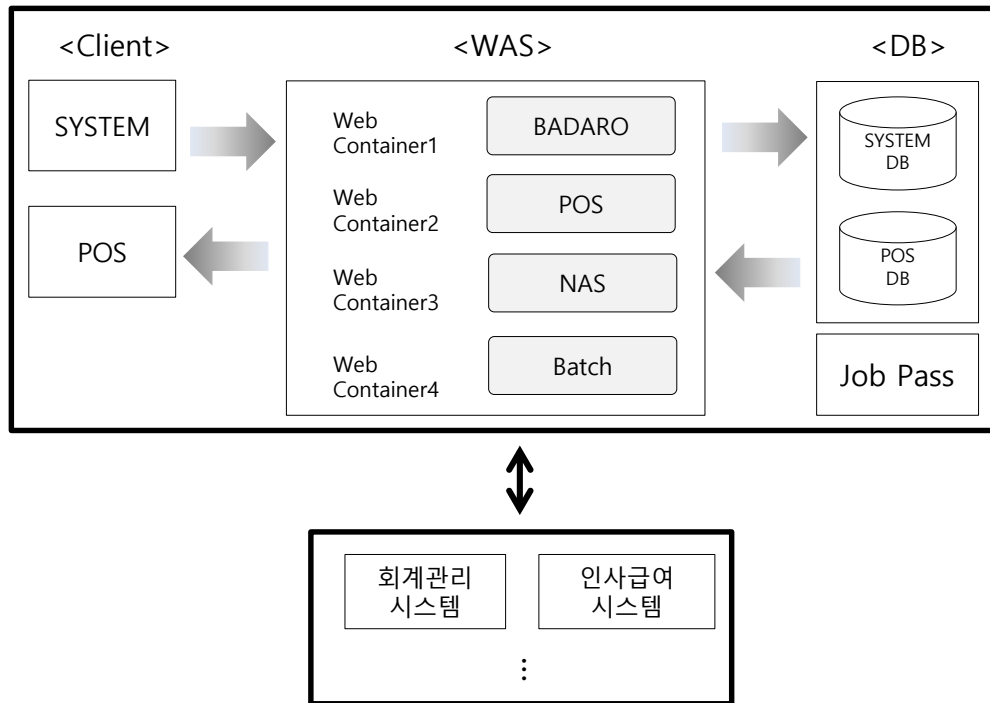 <Client>
<WAS>
<DB>
SYSTEM
POS
Web
Container1
BADARO
Web
Container2
POS
Web
Container3
NAS
Web
Container4
Batch
SYSTEM
DB
POS
DB
Job Pass
회계관리
시스템
인사급여
시스템
...